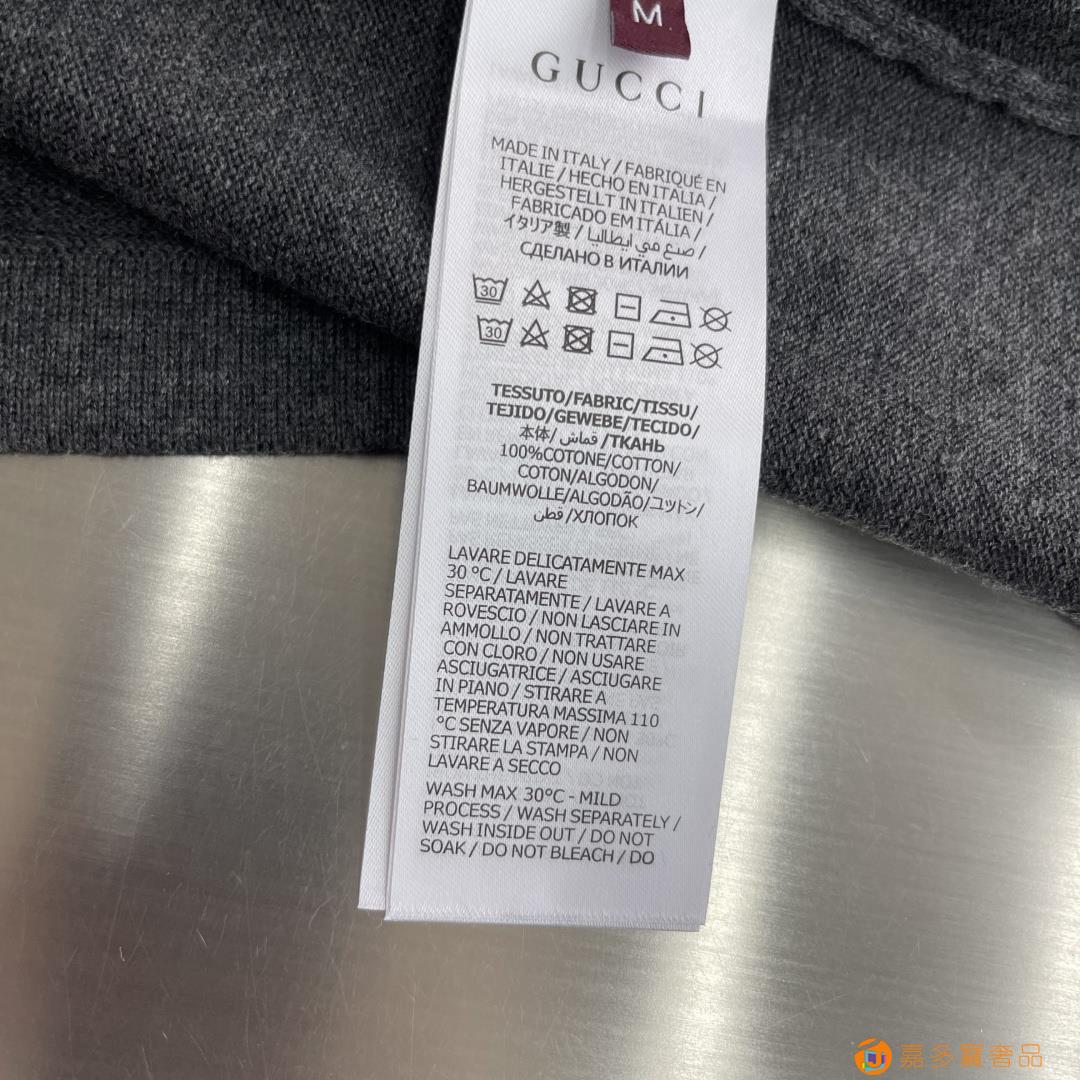 M
GUCCI
MADE IN ITALY / FABRIQUÉ EN
ITALIE / HECHO EN ITALIA /
HERGESTELLT IN ITALIEN /
FABRICADO EM ITÁLIA /
イタリア製 / صنع في ايطاليا /
СДЕЛАНО В ИТАЛИИ
30
30
TESSUTO/FABRIC/TISSU/
TEJIDO/GEWEBE/TECIDO/
本体/ قماش /ТКАНЬ
100%COTONE/COTTON/
COTON/ALGODON/
BAUMWOLLE/ALGODÃO/コットン/
قطن /ХЛОПОК
LAVARE DELICATAMENTE MAX
30 °C / LAVARE
SEPARATAMENTE / LAVARE A
ROVESCIO / NON LASCIARE IN
AMMOLLO / NON TRATTARE
CON CLORO / NON USARE
ASCIUGATRICE / ASCIUGARE
IN PIANO / STIRARE A
TEMPERATURA MASSIMA 110
°C SENZA VAPORE / NON
STIRARE LA STAMPA / NON
LAVARE A SECCO
WASH MAX 30°C - MILD
PROCESS / WASH SEPARATELY /
WASH INSIDE OUT / DO NOT
SOAK / DO NOT BLEACH / DO
嘉多寶奢品